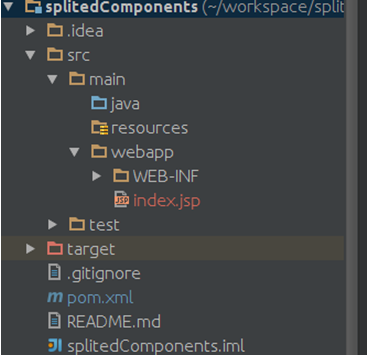 splitedComponents (~/workspace/split
.idea
src
main
java
resources
webapp
WEB-INF
index.jsp
test
target
.gitignore
m pom.xml
README.md
splitedComponents.iml